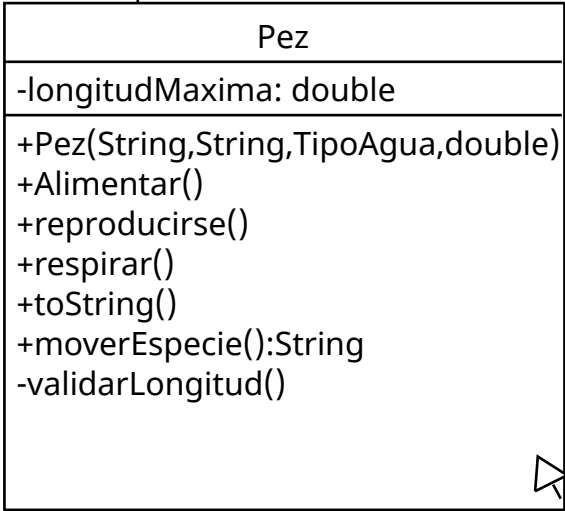 Pez
-longitudMaxima: double
+Pez(String,String,TipoAgua,double)
+Alimentar()
+reproducirse()
+respirar()
+toString()
+moverEspecie():String
-validarLongitud()